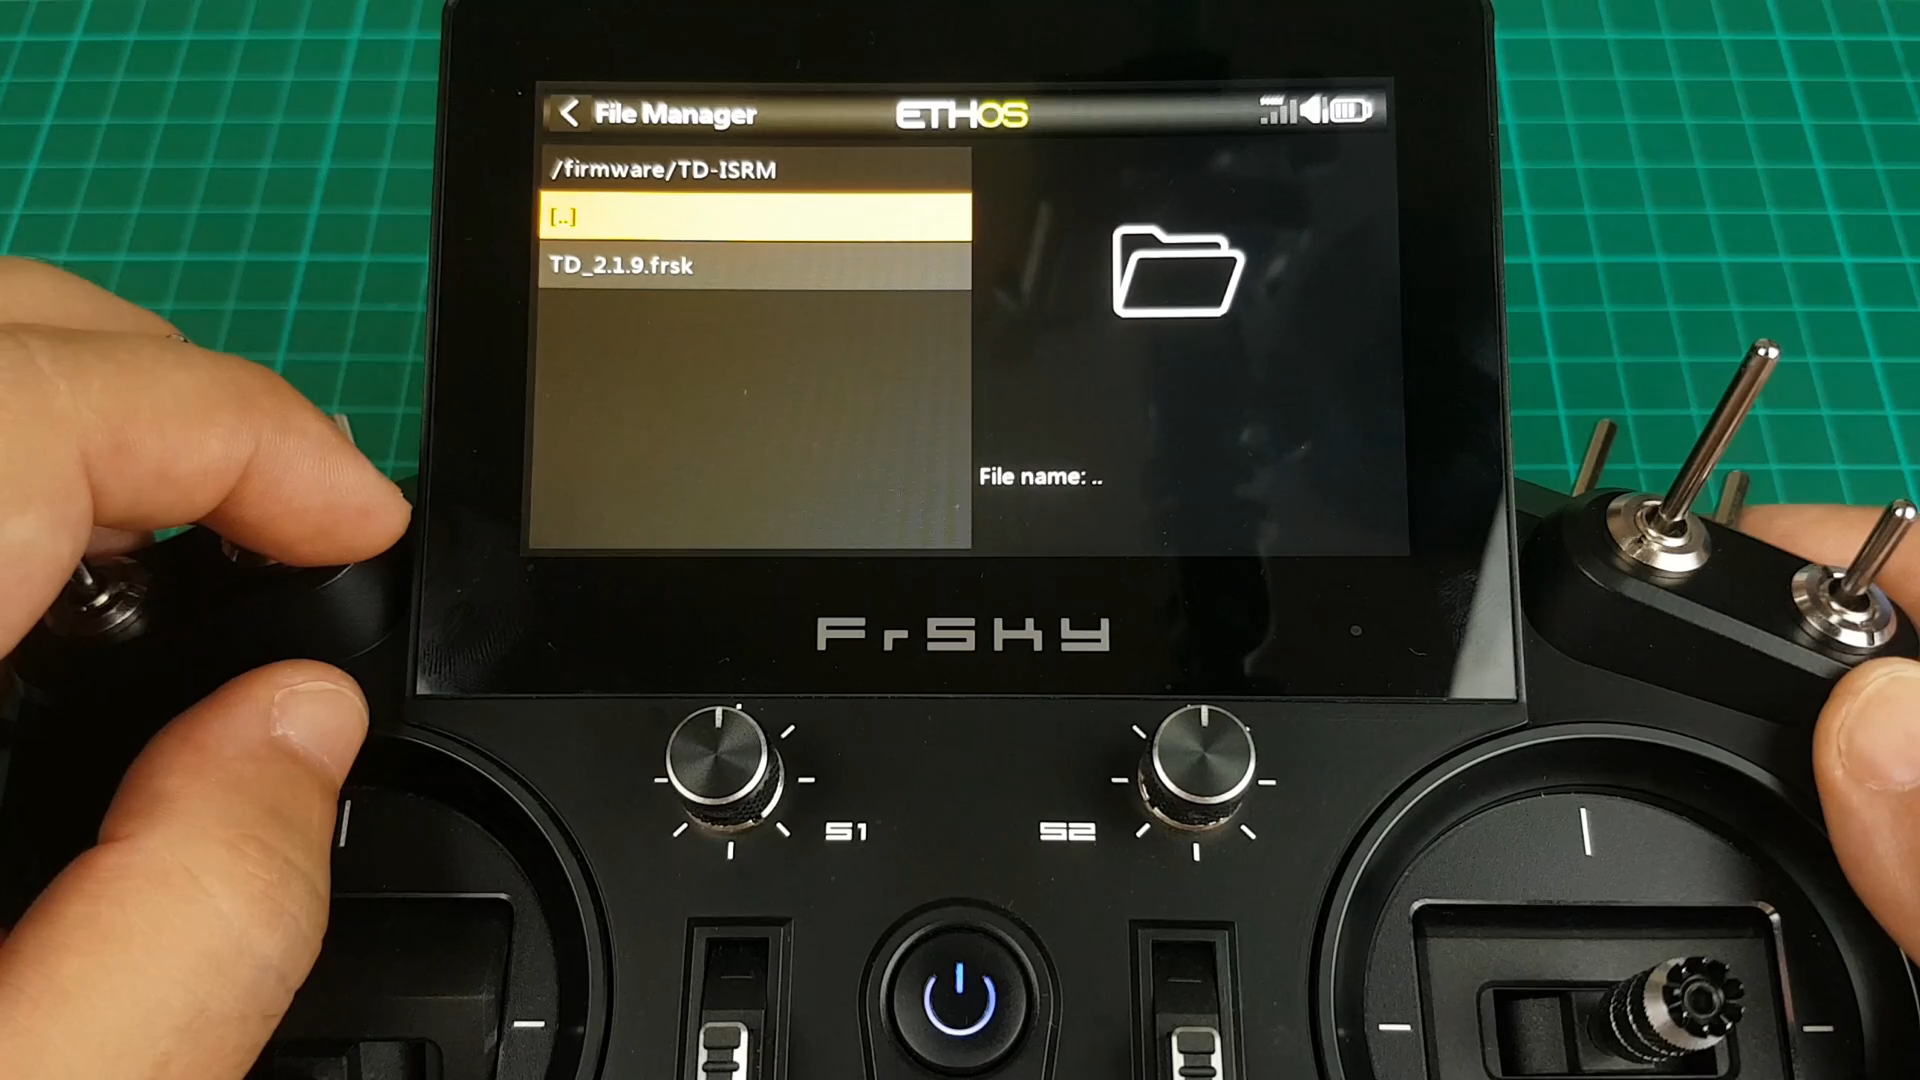 File Manager
ETHOS
/firmware/TD-ISRM
[..]
TD_2.1.9.frsk
File name: ..
FrSKY
S1
S2